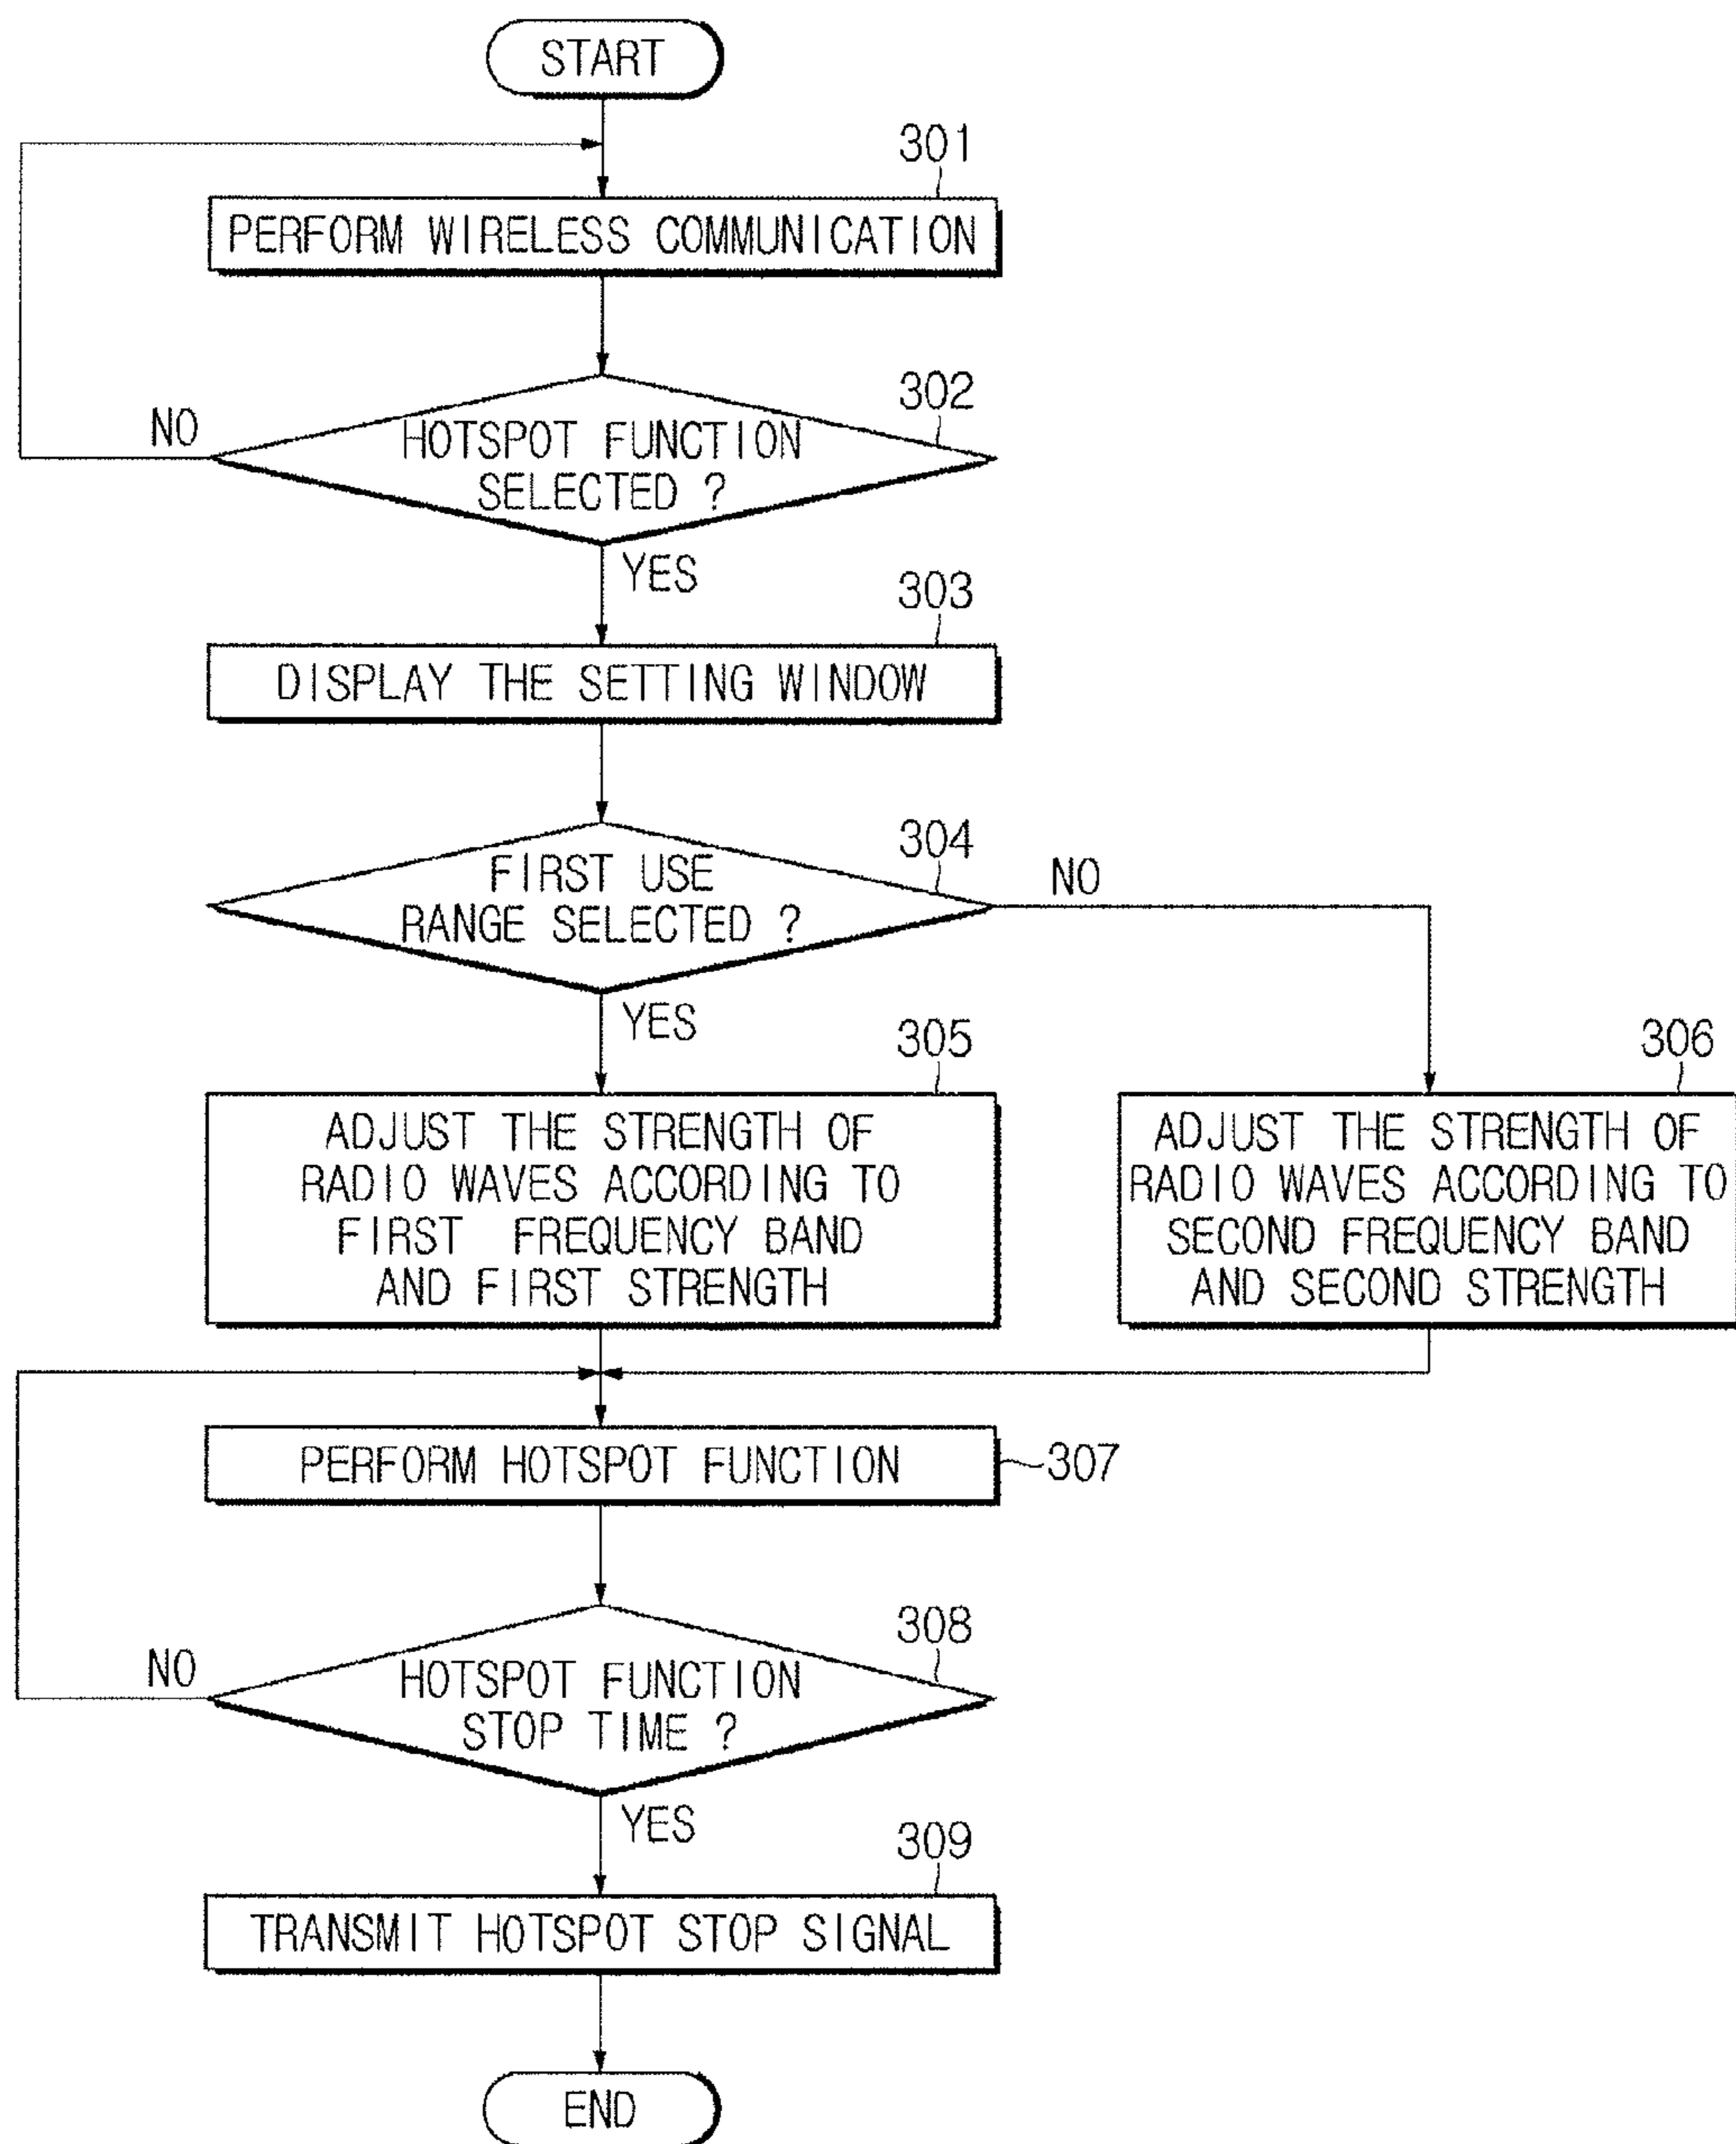 START
301
PERFORM WIRELESS COMMUNICATION
302
NO
HOTSPOT FUNCTION
SELECTED ?
YES
303
DISPLAY THE SETTING WINDOW
304
FIRST USE
RANGE SELECTED ?
NO
YES
305
306
ADJUST THE STRENGTH OF
RADIO WAVES ACCORDING TO
FIRST FREQUENCY BAND
AND FIRST STRENGTH
ADJUST THE STRENGTH OF
RADIO WAVES ACCORDING TO
SECOND FREQUENCY BAND
AND SECOND STRENGTH
PERFORM HOTSPOT FUNCTION
307
308
NO
HOTSPOT FUNCTION
STOP TIME ?
YES
309
TRANSMIT HOTSPOT STOP SIGNAL
END